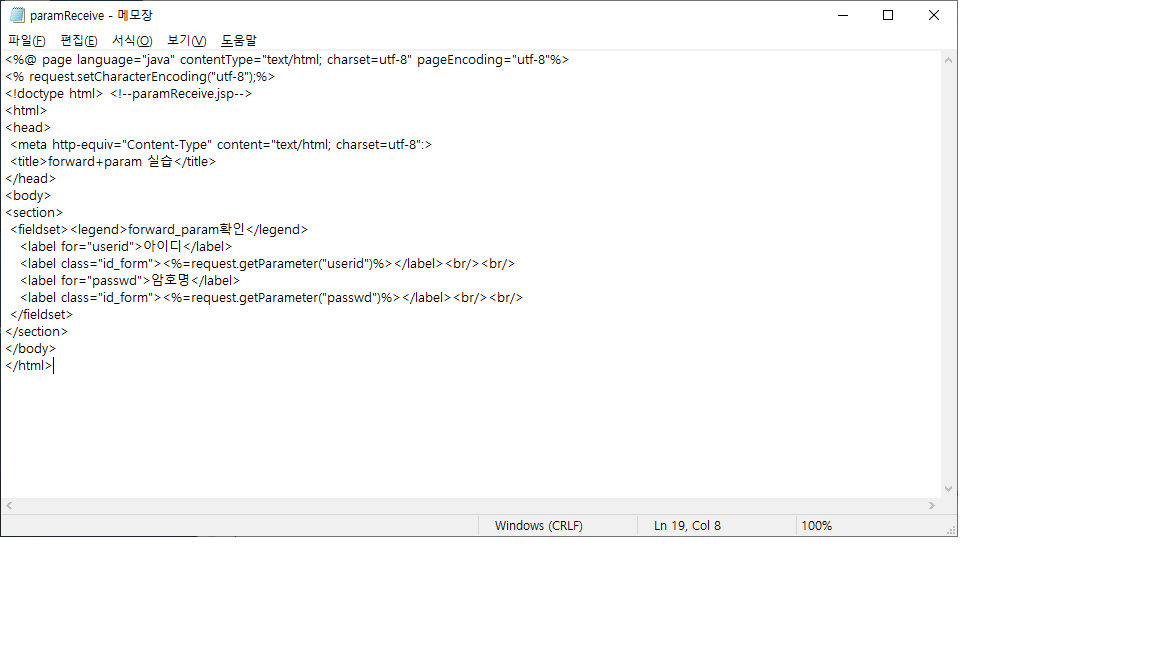 paramReceive - 메모장
파일(F) 편집(E) 서식(O) 보기(V) 도움말
<%@ page language="java" contentType="text/html; charset=utf-8" pageEncoding="utf-8"%>
<% request.setCharacterEncoding("utf-8");%>
<!doctype html> <!--paramReceive.jsp-->
<html>
<head>
 <meta http-equiv="Content-Type" content="text/html; charset=utf-8":>
 <title>forward+param 실습</title>
</head>
<body>
<section>
 <fieldset><legend>forward_param확인</legend>
   <label for="userid">아이디</label>
   <label class="id_form"><%=request.getParameter("userid")%></label><br/><br/>
   <label for="passwd">암호명</label>
   <label class="id_form"><%=request.getParameter("passwd")%></label><br/><br/>
 </fieldset>
</section>
</body>
</html>
Windows (CRLF) Ln 19, Col 8 100%